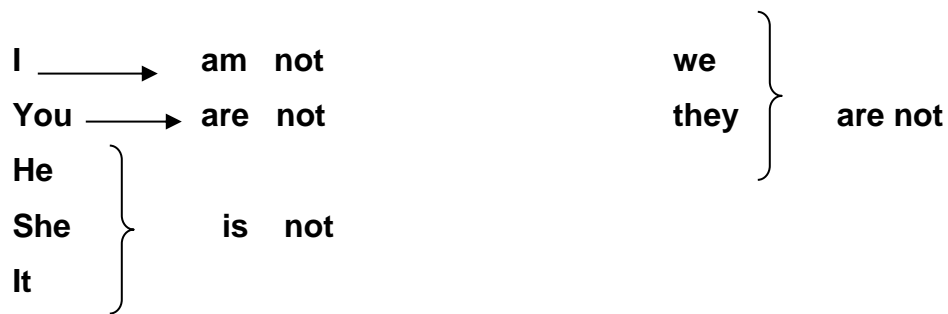 I am not
You are not
He
She is not
It
we
they are not